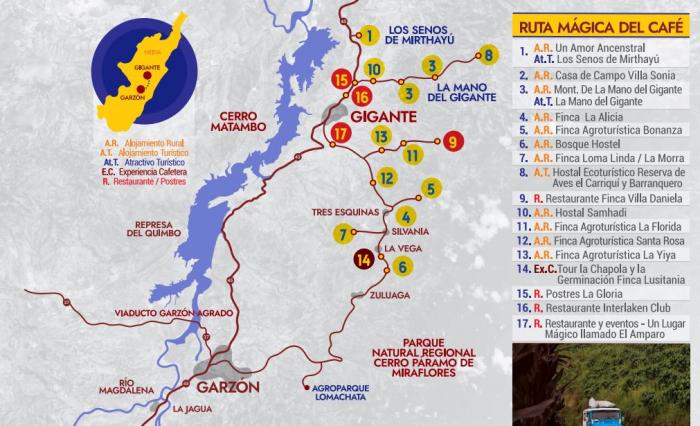 LOS SENOS
DE MIRTHAYÚ
1
8
3
10
3
15
LA MANO
DEL GIGANTE
16
HUILA
GIGANTE
GARZÓN
CERRO
MATAMBO
GIGANTE
17
13
9
11
12
5
A.R. Alojamiento Rural
A.T. Alojamiento Turístico
At.T. Atractivo Turístico
E.C. Experiencia Cafetera
R. Restaurante / Postres
TRES ESQUINAS
4
REPRESA
DEL QUIMBO
7
SILVANIA
LA VEGA
14
6
ZULUAGA
VIADUCTO GARZÓN AGRADO
PARQUE
NATURAL REGIONAL
CERRO PÁRAMO DE
MIRAFLORES
RÍO
MAGDALENA
GARZÓN
AGROPARQUE
LOMACHATA
LA JAGUA
RUTA MÁGICA DEL CAFÉ
1. A.R. Un Amor Ancestral
At.T. Los Senos de Mirthayú
2. A.R. Casa de Campo Villa Sonia
3 A.R. Mont. De La Mano del Gigante
At.T. La Mano del Gigante
4. A.R. Finca La Alicia
5. A.R. Finca Agroturística Bonanza
6. A.R. Bosque Hostel
7. A.R. Finca Loma Linda / La Morra
8. A.T. Hostal Ecoturístico Reserva de
Aves el Carriquí y Barranquero
9. R. Restaurante Finca Villa Daniela
10. A.R. Hostal Samhadi
11. A.R. Finca Agroturística La Florida
12. A.R. Finca Agroturística Santa Rosa
13. A.R. Finca Agroturística La Yiya
14. Ex.C. Tour la Chapola y la
Germinación Finca Lusitania
15. R. Postres La Gloria
16. R. Restaurante Interlaken Club
17. R. Restaurante y eventos - Un Lugar
Mágico llamado El Amparo